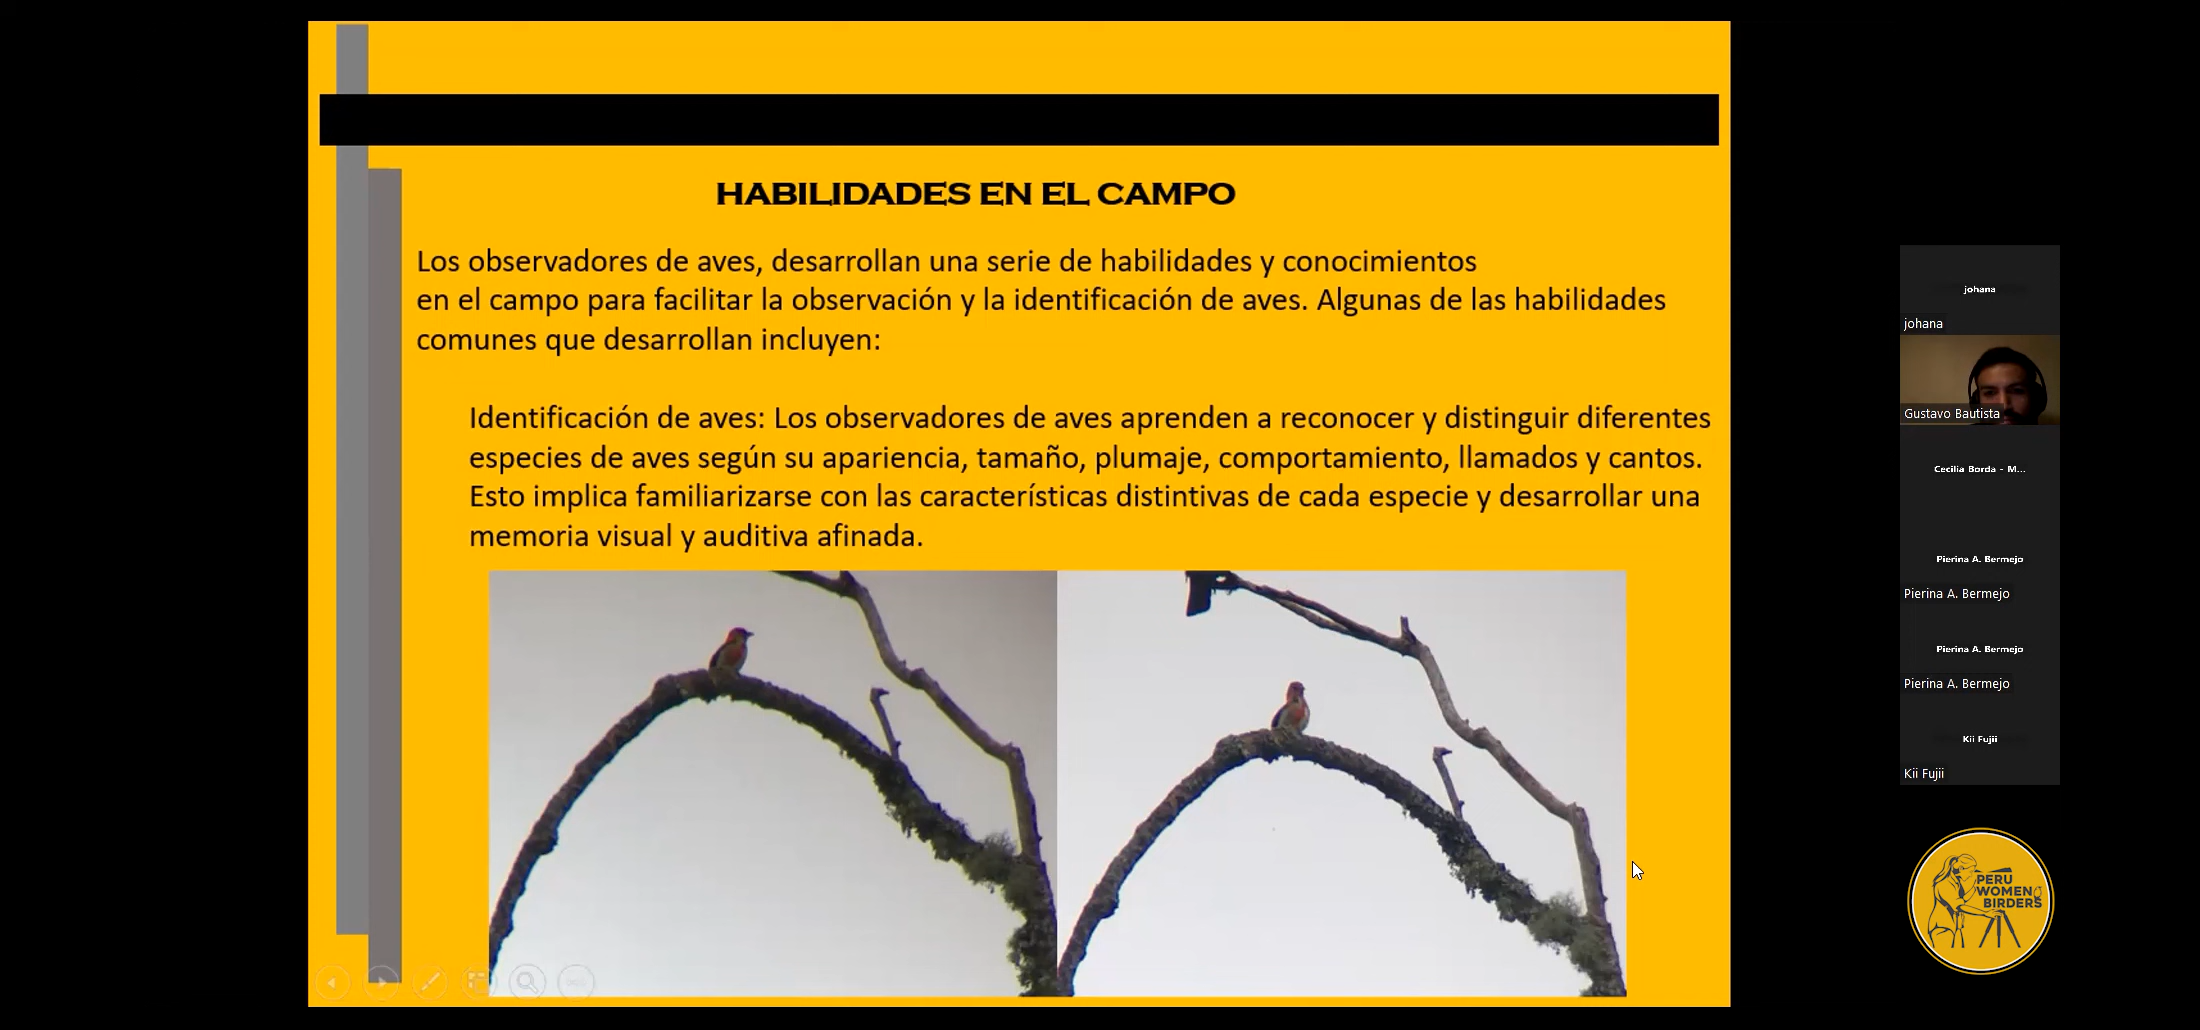 HABILIDADES EN EL CAMPO
Los observadores de aves, desarrollan una serie de habilidades y conocimientos
en el campo para facilitar la observación y la identificación de aves. Algunas de las habilidades
comunes que desarrollan incluyen:
Identificación de aves: Los observadores de aves aprenden a reconocer y distinguir diferentes
especies de aves según su apariencia, tamaño, plumaje, comportamiento, llamados y cantos.
Esto implica familiarizarse con las características distintivas de cada especie y desarrollar una
memoria visual y auditiva afinada.
johana
johana
Gustavo Bautista
Cecilia Borda - M...
Pierina A. Bermejo
Pierina A. Bermejo
Pierina A. Bermejo
Pierina A. Bermejo
Kii Fujii
Kii Fujii
PERU
WOMEN
BIRDERS